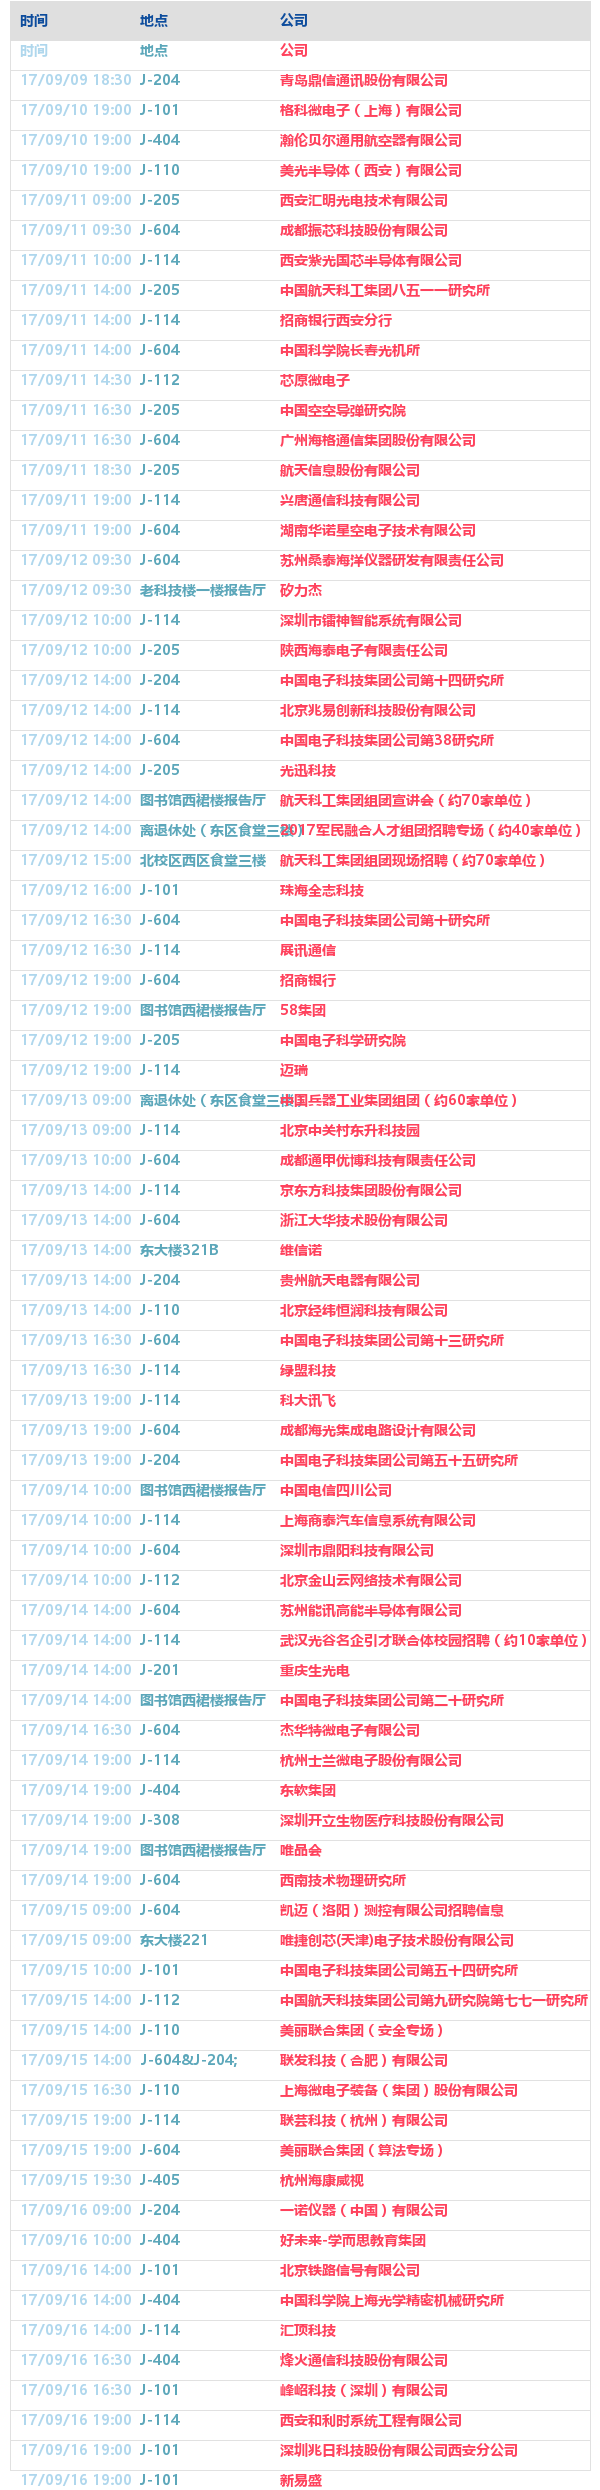 时间 地点 公司
时间 地点 公司
17/09/09 18:30 J-204 青岛鼎信通讯股份有限公司
17/09/10 19:00 J-101 格科微电子（上海）有限公司
17/09/10 19:00 J-404 瀚伦贝尔通用航空器有限公司
17/09/10 19:00 J-110 美光半导体（西安）有限公司
17/09/11 09:00 J-205 西安汇明光电技术有限公司
17/09/11 09:30 J-604 成都振芯科技股份有限公司
17/09/11 10:00 J-114 西安紫光国芯半导体有限公司
17/09/11 14:00 J-205 中国航天科工集团八五一一研究所
17/09/11 14:00 J-114 招商银行西安分行
17/09/11 14:00 J-604 中国科学院长春光机所
17/09/11 14:30 J-112 芯原微电子
17/09/11 16:30 J-205 中国空空导弹研究院
17/09/11 16:30 J-604 广州海格通信集团股份有限公司
17/09/11 18:30 J-205 航天信息股份有限公司
17/09/11 19:00 J-114 兴唐通信科技有限公司
17/09/11 19:00 J-604 湖南华诺星空电子技术有限公司
17/09/12 09:30 J-604 苏州桑泰海洋仪器研发有限责任公司
17/09/12 09:30 老科技楼一楼报告厅 矽力杰
17/09/12 10:00 J-114 深圳市镭神智能系统有限公司
17/09/12 10:00 J-205 陕西海泰电子有限责任公司
17/09/12 14:00 J-204 中国电子科技集团公司第十四研究所
17/09/12 14:00 J-114 北京兆易创新科技股份有限公司
17/09/12 14:00 J-604 中国电子科技集团公司第38研究所
17/09/12 14:00 J-205 光迅科技
17/09/12 14:00 图书馆西裙楼报告厅 航天科工集团组团宣讲会（约70家单位）
17/09/12 14:00 离退休处（东区食堂三楼） 2017军民融合人才组团招聘专场（约40家单位）
17/09/12 15:00 北校区西区食堂三楼 航天科工集团组团现场招聘（约70家单位）
17/09/12 16:00 J-101 珠海全志科技
17/09/12 16:30 J-604 中国电子科技集团公司第十研究所
17/09/12 16:30 J-114 展讯通信
17/09/12 19:00 J-604 招商银行
17/09/12 19:00 图书馆西裙楼报告厅 58集团
17/09/12 19:00 J-205 中国电子科学研究院
17/09/12 19:00 J-114 迈瑞
17/09/13 09:00 离退休处（东区食堂三楼） 中国兵器工业集团组团（约60家单位）
17/09/13 09:00 J-114 北京中关村东升科技园
17/09/13 10:00 J-604 成都通甲优博科技有限责任公司
17/09/13 14:00 J-114 京东方科技集团股份有限公司
17/09/13 14:00 J-604 浙江大华技术股份有限公司
17/09/13 14:00 东大楼321B 维信诺
17/09/13 14:00 J-204 贵州航天电器有限公司
17/09/13 14:00 J-110 北京经纬恒润科技有限公司
17/09/13 16:30 J-604 中国电子科技集团公司第十三研究所
17/09/13 16:30 J-114 绿盟科技
17/09/13 19:00 J-114 科大讯飞
17/09/13 19:00 J-604 成都海光集成电路设计有限公司
17/09/13 19:00 J-204 中国电子科技集团公司第五十五研究所
17/09/14 10:00 图书馆西裙楼报告厅 中国电信四川公司
17/09/14 10:00 J-114 上海商泰汽车信息系统有限公司
17/09/14 10:00 J-604 深圳市鼎阳科技有限公司
17/09/14 10:00 J-112 北京金山云网络技术有限公司
17/09/14 14:00 J-604 苏州能讯高能半导体有限公司
17/09/14 14:00 J-114 武汉光谷名企引才联合体校园招聘（约10家单位）
17/09/14 14:00 J-201 重庆生光电
17/09/14 14:00 图书馆西裙楼报告厅 中国电子科技集团公司第二十研究所
17/09/14 16:30 J-604 杰华特微电子有限公司
17/09/14 19:00 J-114 杭州士兰微电子股份有限公司
17/09/14 19:00 J-404 东软集团
17/09/14 19:00 J-308 深圳开立生物医疗科技股份有限公司
17/09/14 19:00 图书馆西裙楼报告厅 唯品会
17/09/14 19:00 J-604 西南技术物理研究所
17/09/15 09:00 J-604 凯迈（洛阳）测控有限公司招聘信息
17/09/15 09:00 东大楼221 唯捷创芯(天津)电子技术股份有限公司
17/09/15 10:00 J-101 中国电子科技集团公司第五十四研究所
17/09/15 14:00 J-112 中国航天科技集团公司第九研究院第七七一研究所
17/09/15 14:00 J-110 美丽联合集团（安全专场）
17/09/15 14:00 J-604&J-204; 联发科技（合肥）有限公司
17/09/15 16:30 J-110 上海微电子装备（集团）股份有限公司
17/09/15 19:00 J-114 联芸科技（杭州）有限公司
17/09/15 19:00 J-604 美丽联合集团（算法专场）
17/09/15 19:30 J-405 杭州海康威视
17/09/16 09:00 J-204 一诺仪器（中国）有限公司
17/09/16 10:00 J-404 好未来-学而思教育集团
17/09/16 14:00 J-101 北京铁路信号有限公司
17/09/16 14:00 J-404 中国科学院上海光学精密机械研究所
17/09/16 14:00 J-114 汇顶科技
17/09/16 16:30 J-404 烽火通信科技股份有限公司
17/09/16 16:30 J-101 峰岹科技（深圳）有限公司
17/09/16 19:00 J-114 西安和利时系统工程有限公司
17/09/16 19:00 J-101 深圳兆日科技股份有限公司西安分公司
17/09/16 19:00 J-101 新易盛